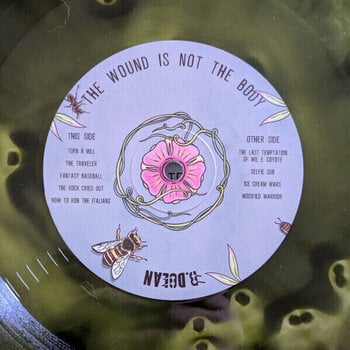 THE WOUND IS NOT THE BODY
THIS SIDE
TURN A MILL
THE TRAVELER
FANTASY BASEBALL
THE ROCK CRIED OUT
HOW TO ROB THE ITALIANS
OTHER SIDE
THE LAST TEMPTATION
OF WIL E. COYOTE
SELFIE SUB
ICE CREAM WARS
MODIFIED WARRIOR
B.DOLAN